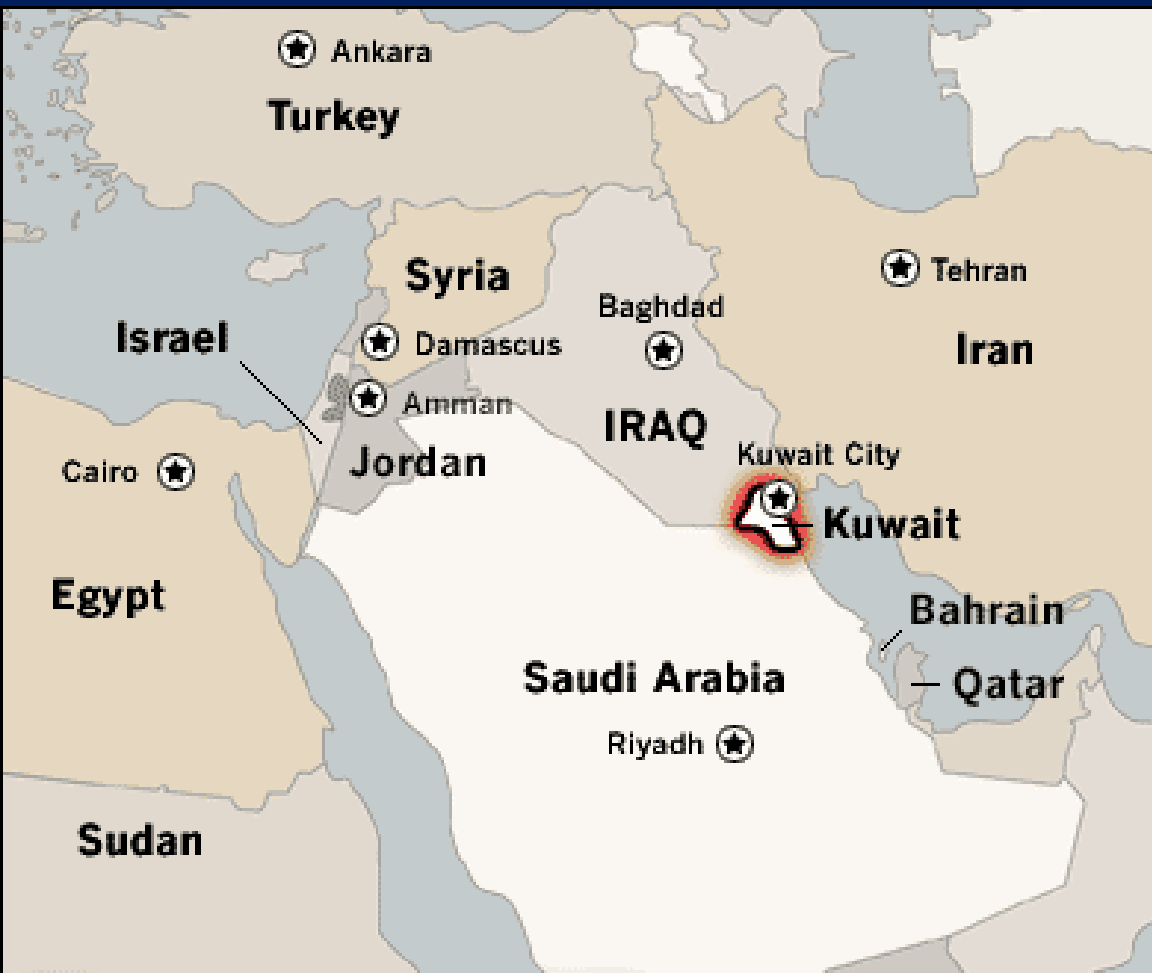 Ankara
Turkey
Syria
Tehran
Baghdad
Israel
Damascus
Iran
Amman
IRAQ
Kuwait City
Jordan
Cairo
Kuwait
Egypt
Bahrain
Saudi Arabia
Qatar
Riyadh
Sudan